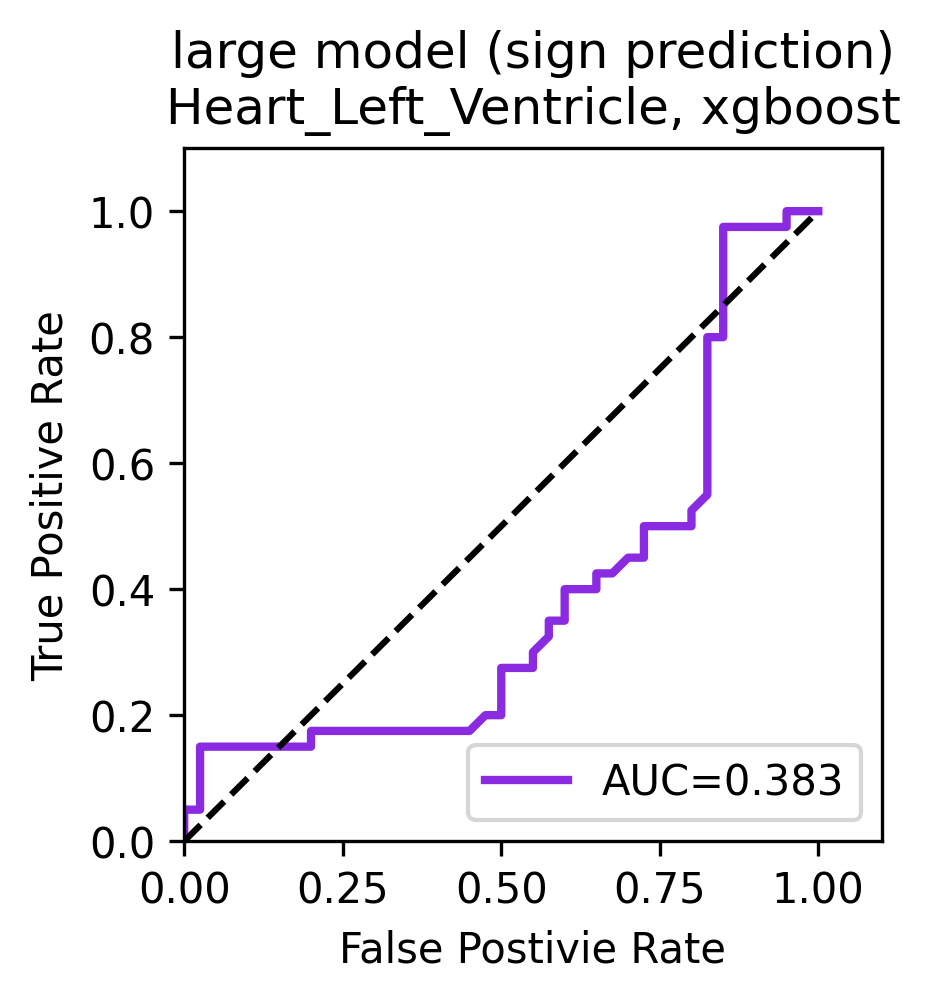 large model (sign prediction)
Heart_Left_Ventricle, xgboost
1.0
0.8
0.6
0.4
0.2
0.0
True Positive Rate
AUC=0.383
0.00 0.25 0.50 0.75 1.00
False Postivie Rate